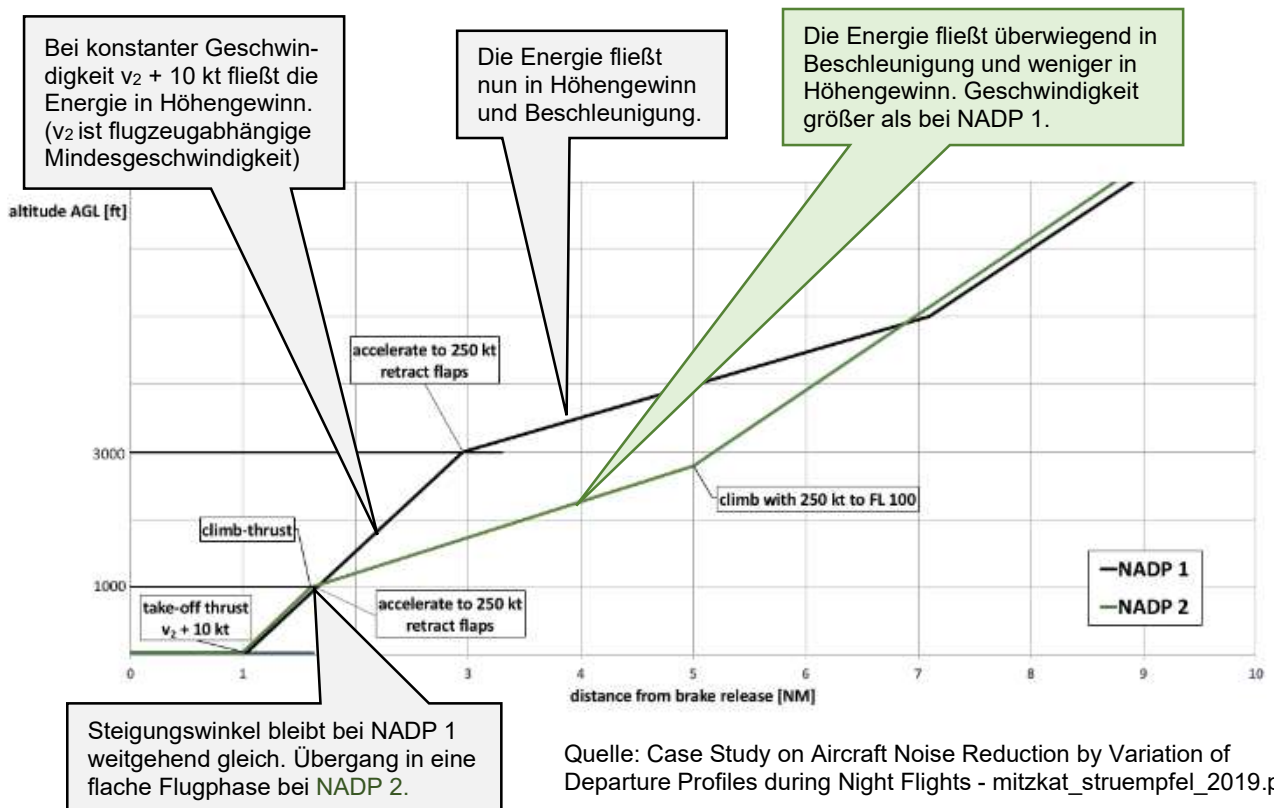 Bei konstanter Geschwin-
digkeit v₂ + 10 kt fließt die
Energie in Höhengewinn.
(v₂ ist flugzeugabhängige
Mindesgeschwindigkeit)
Die Energie fließt
nun in Höhengewinn
und Beschleunigung.
Die Energie fließt überwiegend in
Beschleunigung und weniger in
Höhengewinn. Geschwindigkeit
größer als bei NADP 1.
altitude AGL [ft]
accelerate to 250 kt
retract flaps
3000
climb with 250 kt to FL 100
climb-thrust
1000
take-off thrust
v₂ + 10 kt
accelerate to 250 kt
retract flaps
NADP 1
NADP 2
0 1 3 4 5 6 7 8 9 10
distance from brake release [NM]
Steigungswinkel bleibt bei NADP 1
weitgehend gleich. Übergang in eine
flache Flugphase bei NADP 2.
Quelle: Case Study on Aircraft Noise Reduction by Variation of
Departure Profiles during Night Flights - mitzkat_struempfel_2019.p